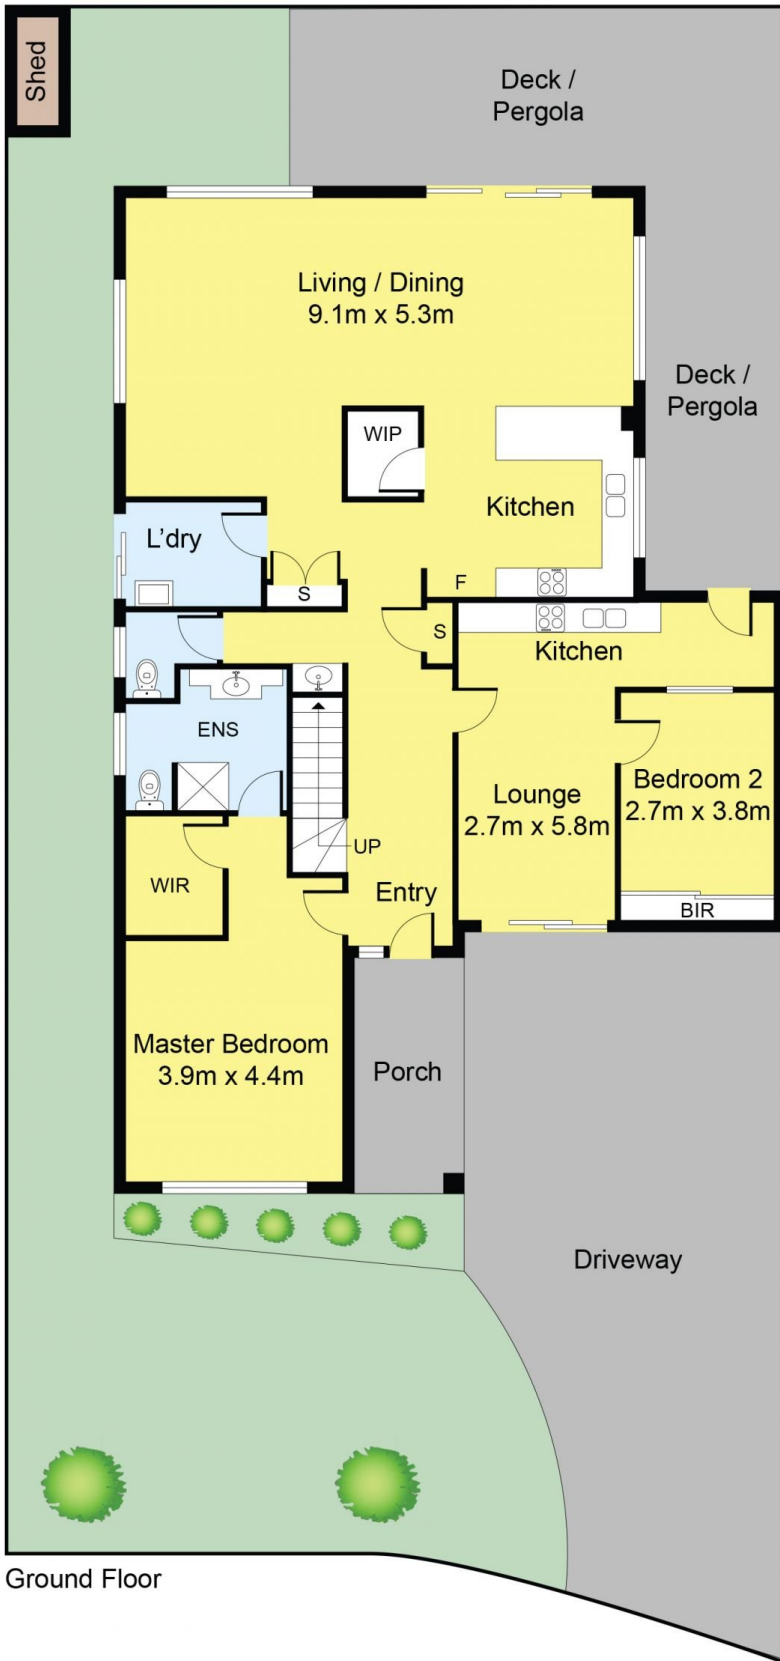 Shed
Deck /
Pergola
Living / Dining
9.1m x 5.3m
Deck /
Pergola
WIP
Kitchen
L'dry
F
S
S
Kitchen
ENS
Bedroom 2
2.7m x 3.8m
Lounge
2.7m x 5.8m
UP
WIR
Entry
BIR
Master Bedroom
3.9m x 4.4m
Porch
Driveway
Ground Floor